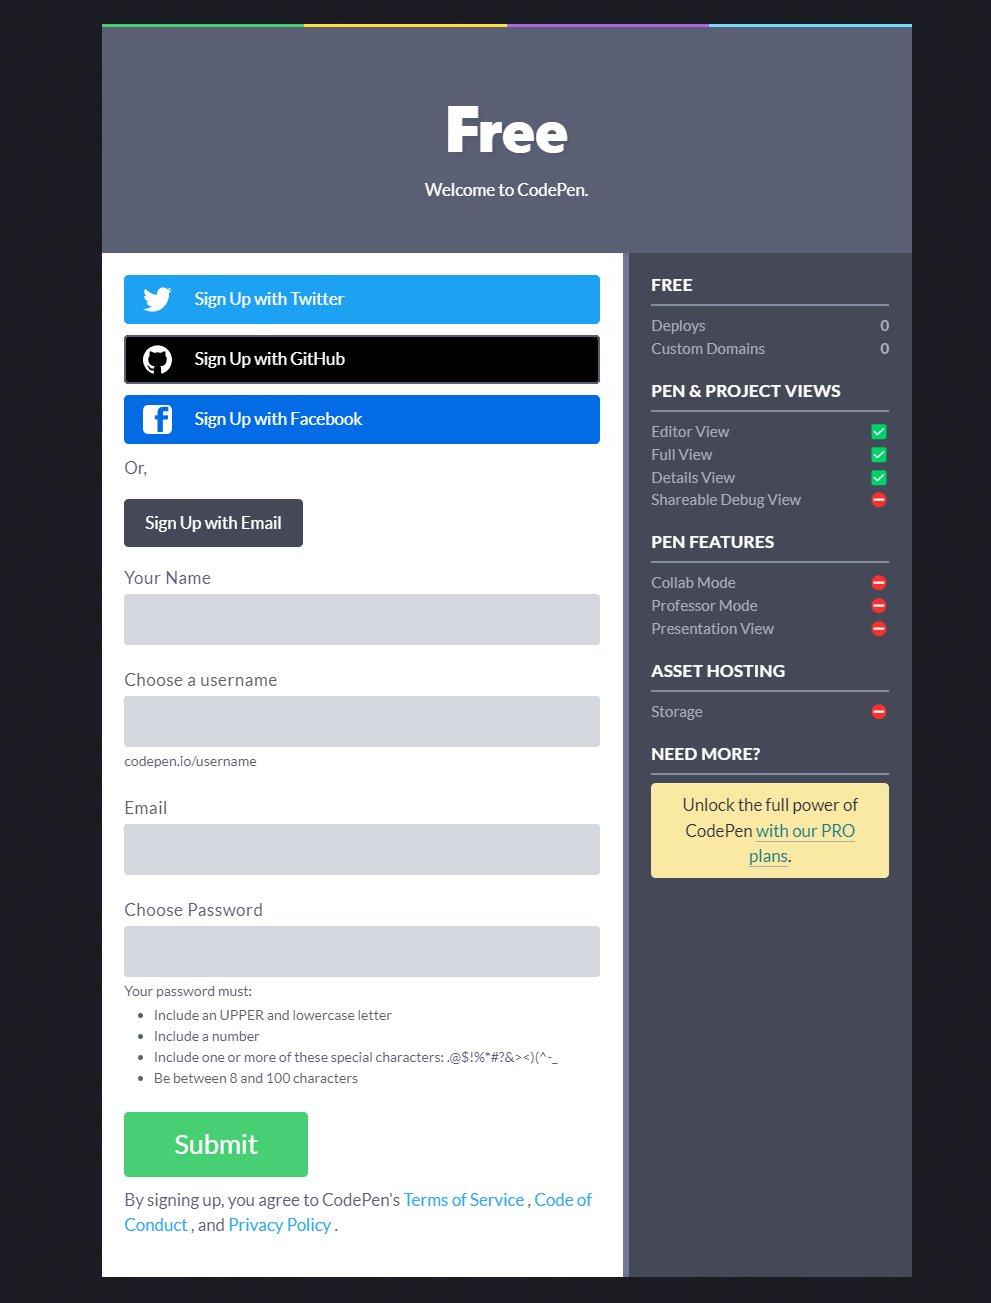 Free
Welcome to CodePen.
Sign Up with Twitter
Sign Up with GitHub
Sign Up with Facebook
Or,
Sign Up with Email
Your Name
Choose a username
codepen.io/username
Email
Choose Password
Your password must:
Include an UPPER and lowercase letter
Include a number
Include one or more of these special characters: .@$!%*#?&><)(^-_
Be between 8 and 100 characters
Submit
By signing up, you agree to CodePen's Terms of Service , Code of
Conduct , and Privacy Policy .
FREE
Deploys 0
Custom Domains 0
PEN & PROJECT VIEWS
Editor View
Full View
Details View
Shareable Debug View
PEN FEATURES
Collab Mode
Professor Mode
Presentation View
ASSET HOSTING
Storage
NEED MORE?
Unlock the full power of
CodePen with our PRO
plans.